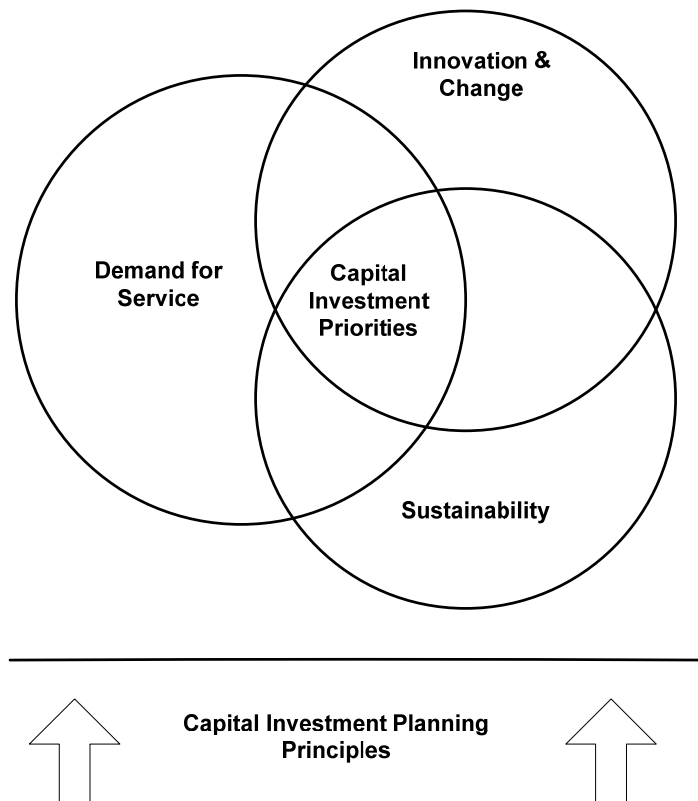 Innovation &
Change
Demand for
Service
Capital
Investment
Priorities
Sustainability
Capital Investment Planning
Principles